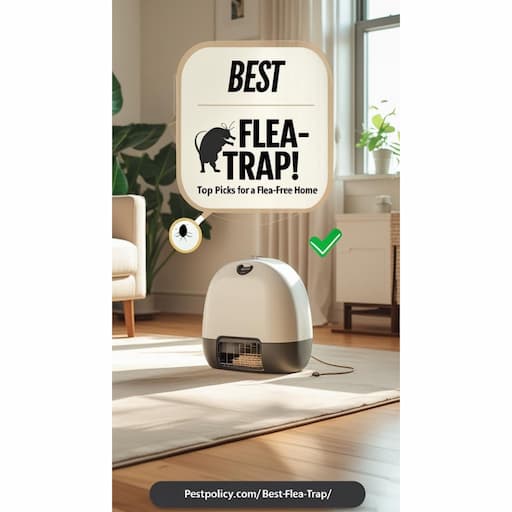 BEST
FLEA-
TRAP!
Top Picks for a Flea-Free Home
Pestpolicy.com/Best-Flea-Trap/